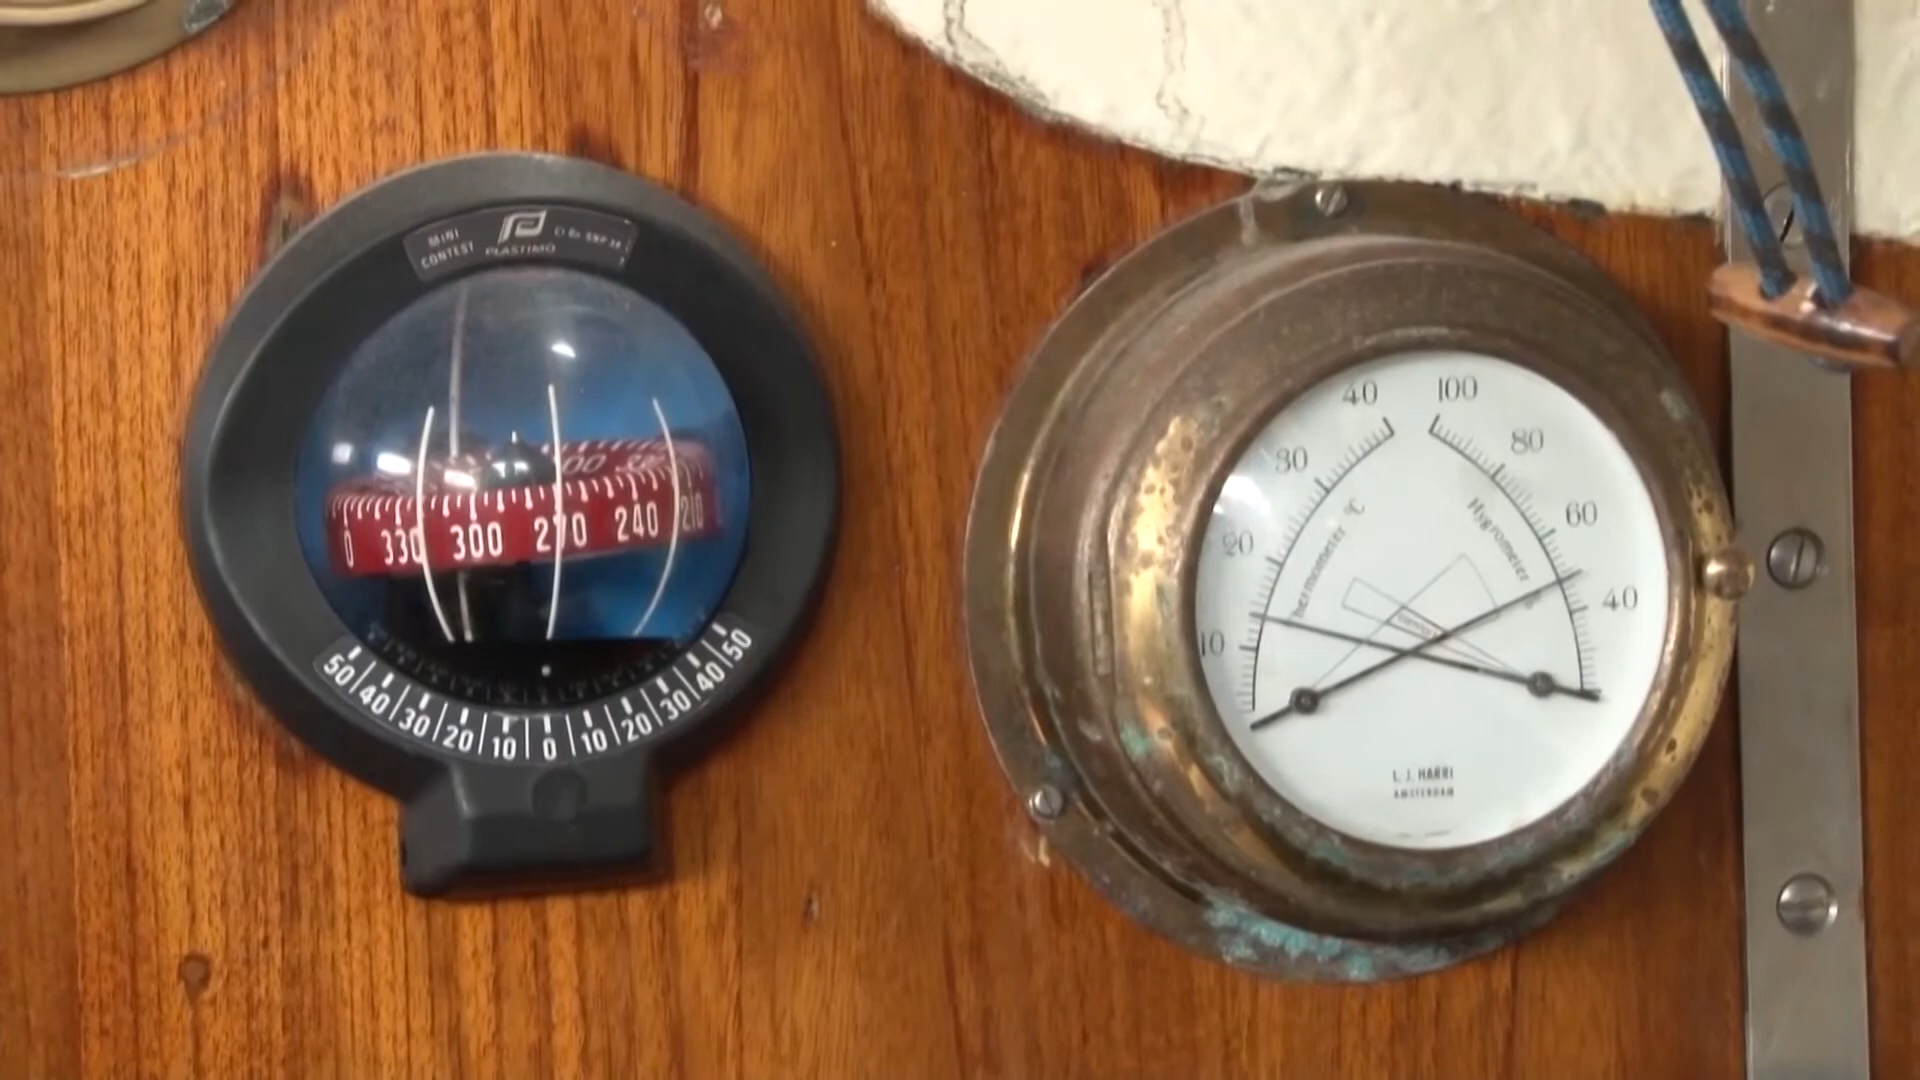 MINI
CONTEST
PLASTIMO
0 330 300 270 240 210
50 40 30 20 10 0 10 20 30 40 50
40 100
30 80
20 60
10 40
thermometer °C
Hygrometer %
AMSTERDAM